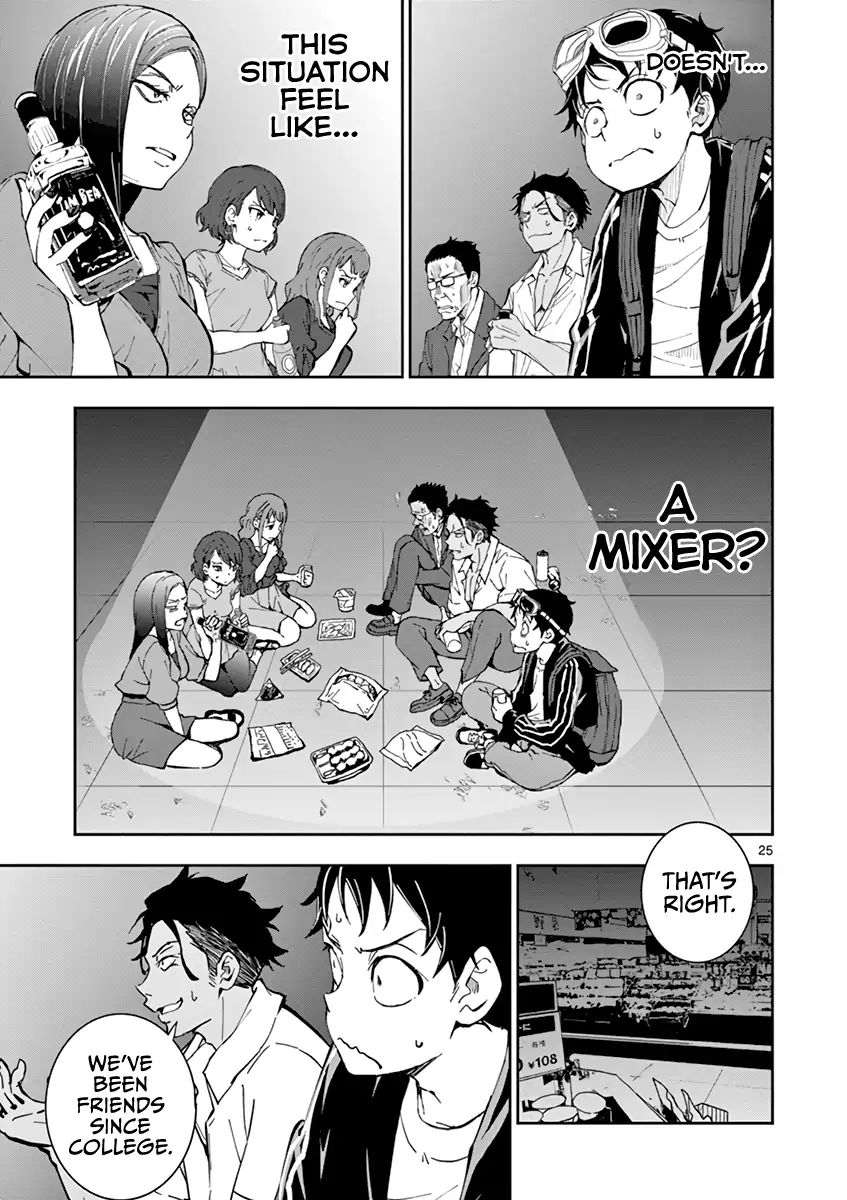 DOESN'T...
THIS
SITUATION
FEEL
LIKE...
A
MIXER?
25
THAT'S
RIGHT.
¥108
WE'VE
BEEN
FRIENDS
SINCE
COLLEGE.